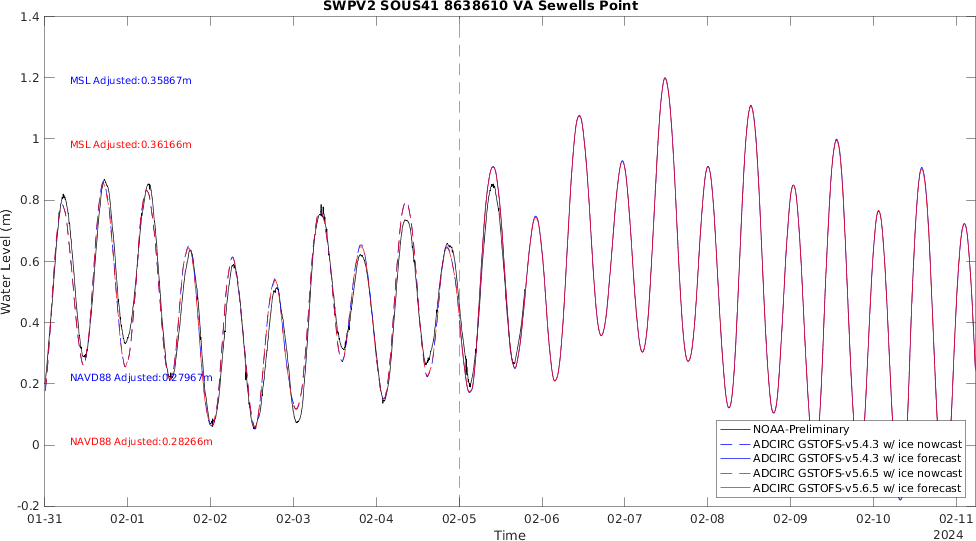 SWPV2 SOUS41 8638610 VA Sewells Point
1.4
1.2
1
0.8
0.6
0.4
0.2
0
-0.2
Water Level (m)
MSL Adjusted:0.35867m
MSL Adjusted:0.36166m
NAVD88 Adjusted:0.27967m
NAVD88 Adjusted:0.28266m
NOAA-Preliminary
ADCIRC GSTOFS-v5.4.3 w/ ice nowcast
ADCIRC GSTOFS-v5.4.3 w/ ice forecast
ADCIRC GSTOFS-v5.6.5 w/ ice nowcast
ADCIRC GSTOFS-v5.6.5 w/ ice forecast
01-31 02-01 02-02 02-03 02-04 02-05 02-06 02-07 02-08 02-09 02-10 02-11
Time
2024